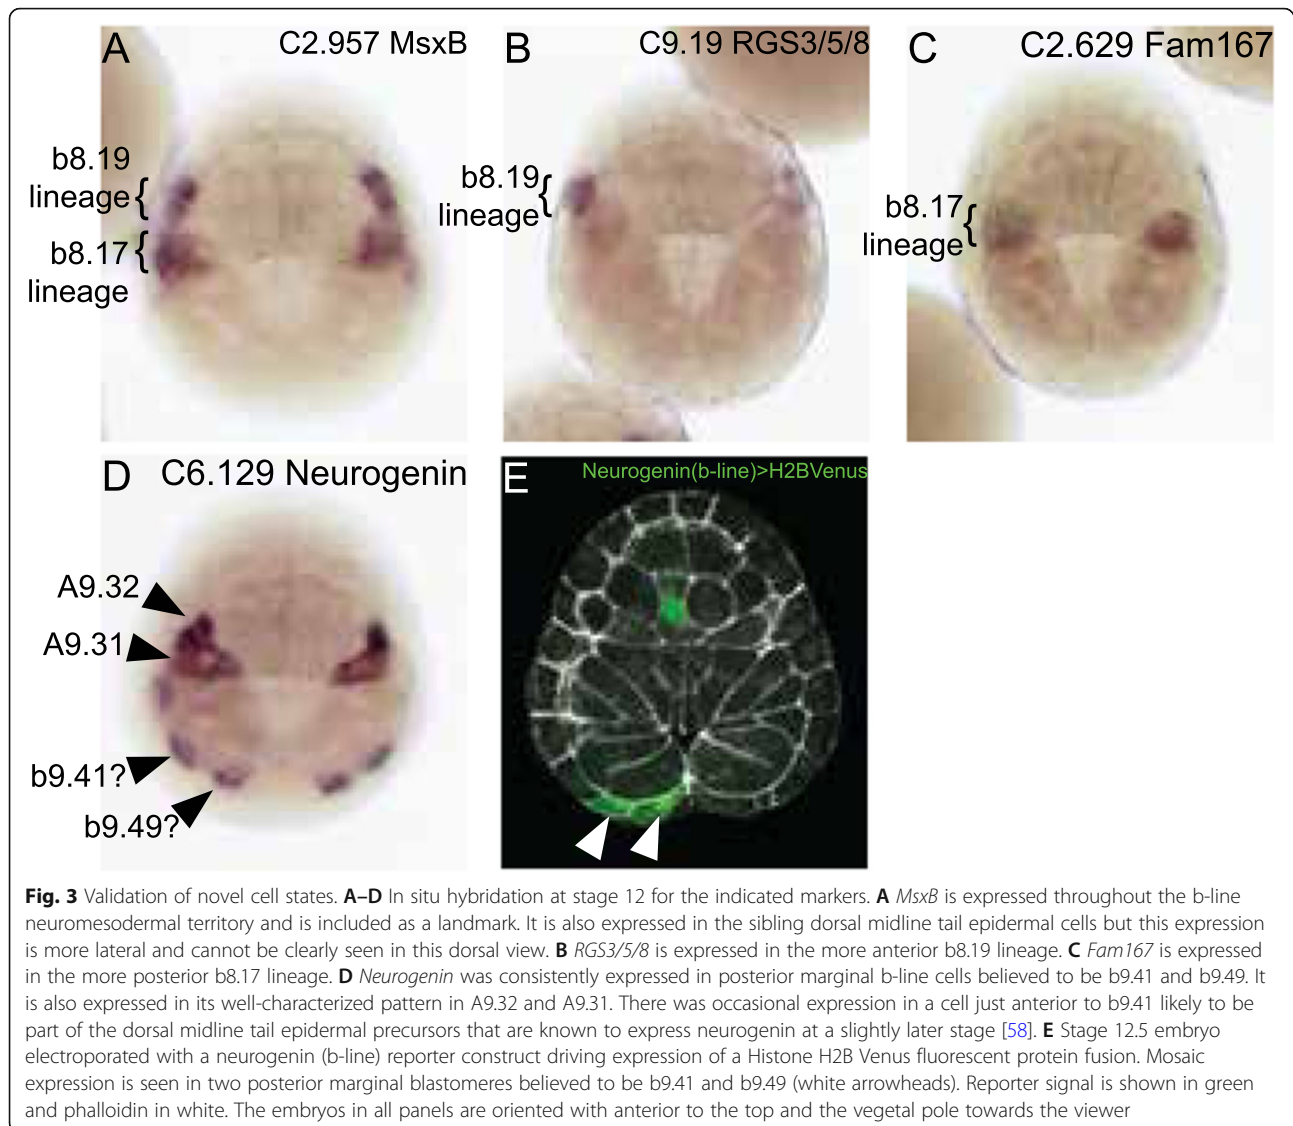 A
C2.957 MsxB
b8.19
lineage
b8.17
lineage
B
C9.19 RGS3/5/8
b8.19
lineage
C
C2.629 Fam167
b8.17
lineage
D
C6.129 Neurogenin
A9.32
A9.31
b9.41?
b9.49?
E
Neurogenin(b-line)>H2BVenus
Fig. 3 Validation of novel cell states. A–D In situ hybridation at stage 12 for the indicated markers. A MsxB is expressed throughout the b-line
neuromesodermal territory and is included as a landmark. It is also expressed in the sibling dorsal midline tail epidermal cells but this expression
is more lateral and cannot be clearly seen in this dorsal view. B RGS3/5/8 is expressed in the more anterior b8.19 lineage. C Fam167 is expressed
in the more posterior b8.17 lineage. D Neurogenin was consistently expressed in posterior marginal b-line cells believed to be b9.41 and b9.49. It
is also expressed in its well-characterized pattern in A9.32 and A9.31. There was occasional expression in a cell just anterior to b9.41 likely to be
part of the dorsal midline tail epidermal precursors that are known to express neurogenin at a slightly later stage [58]. E Stage 12.5 embryo
electroporated with a neurogenin (b-line) reporter construct driving expression of a Histone H2B Venus fluorescent protein fusion. Mosaic
expression is seen in two posterior marginal blastomeres believed to be b9.41 and b9.49 (white arrowheads). Reporter signal is shown in green
and phalloidin in white. The embryos in all panels are oriented with anterior to the top and the vegetal pole towards the viewer